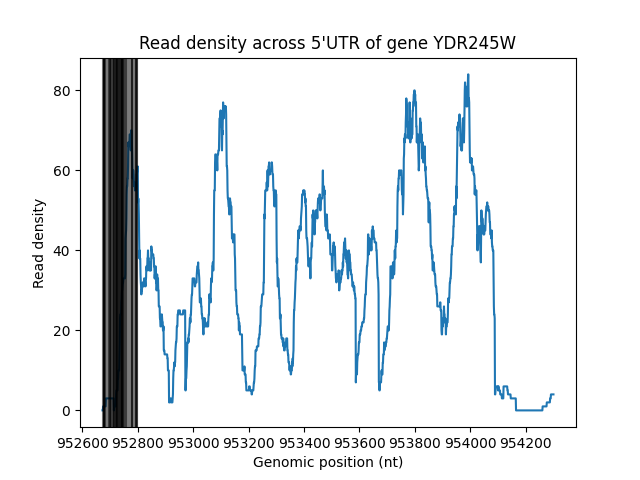 Read density across 5'UTR of gene YDR245W
80
60
40
20
0
Read density
952600 952800 953000 953200 953400 953600 953800 954000 954200
Genomic position (nt)